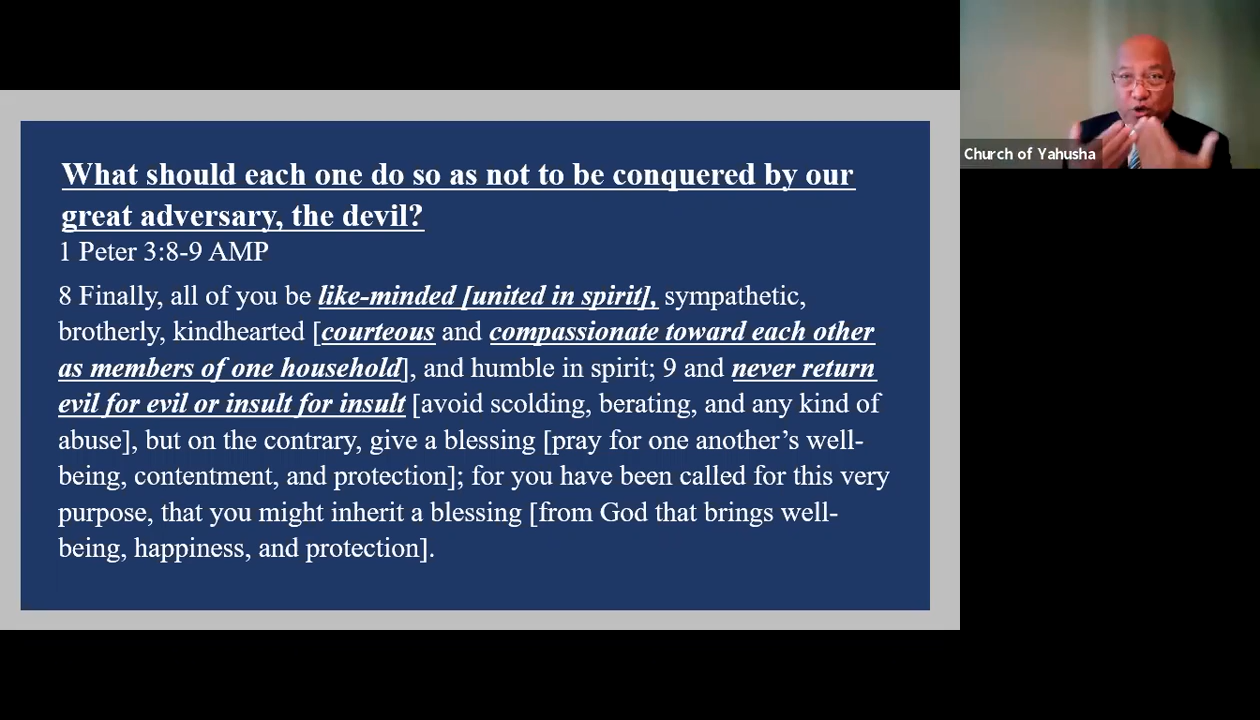 What should each one do so as not to be conquered by our
great adversary, the devil?
1 Peter 3:8-9 AMP
8 Finally, all of you be like-minded [united in spirit], sympathetic,
brotherly, kindhearted [courteous and compassionate toward each other
as members of one household], and humble in spirit; 9 and never return
evil for evil or insult for insult [avoid scolding, berating, and any kind of
abuse], but on the contrary, give a blessing [pray for one another’s well-
being, contentment, and protection]; for you have been called for this very
purpose, that you might inherit a blessing [from God that brings well-
being, happiness, and protection].
Church of Yahusha